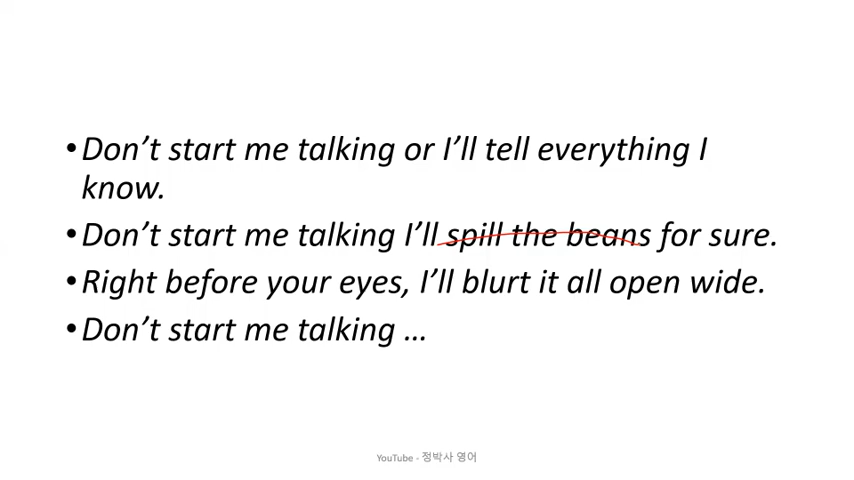 •Don’t start me talking or I’ll tell everything I
know.
•Don’t start me talking I’ll spill the beans for sure.
•Right before your eyes, I’ll blurt it all open wide.
•Don’t start me talking …
YouTube - 정박사 영어